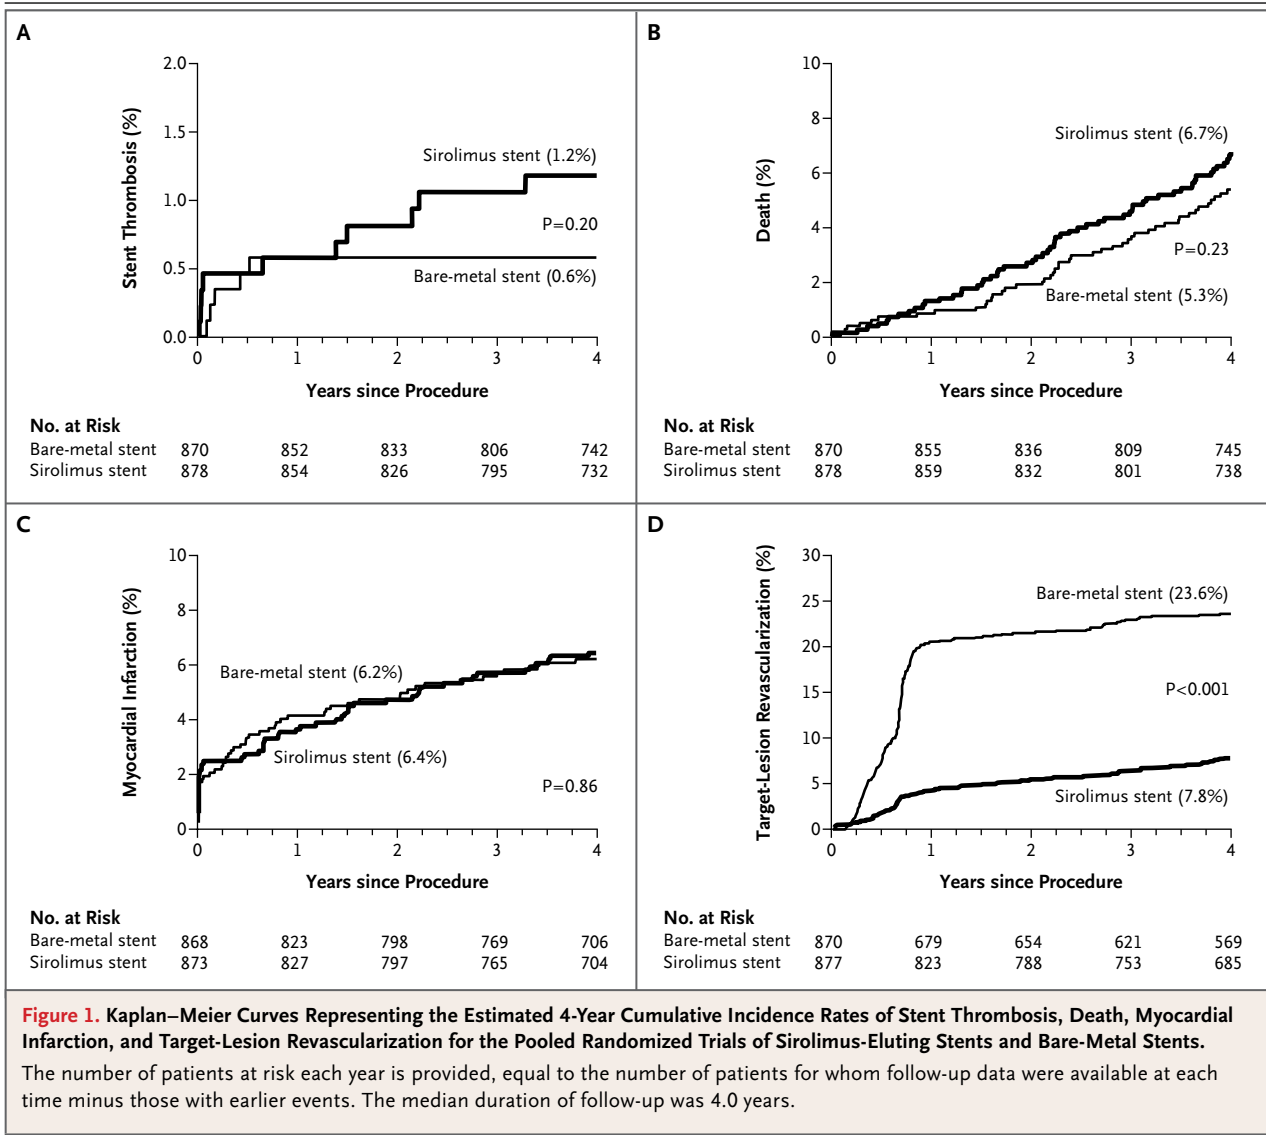 A
Stent Thrombosis (%)
2.0
1.5
1.0
0.5
0.0
Sirolimus stent (1.2%)
P=0.20
Bare-metal stent (0.6%)
0 1 2 3 4
Years since Procedure
No. at Risk
Bare-metal stent 870 852 833 806 742
Sirolimus stent 878 854 826 795 732
B
Death (%)
10
8
6
4
2
0
Sirolimus stent (6.7%)
P=0.23
Bare-metal stent (5.3%)
0 1 2 3 4
Years since Procedure
No. at Risk
Bare-metal stent 870 855 836 809 745
Sirolimus stent 878 859 832 801 738
C
Myocardial Infarction (%)
10
8
6
4
2
0
Bare-metal stent (6.2%)
Sirolimus stent (6.4%)
P=0.86
0 1 2 3 4
Years since Procedure
No. at Risk
Bare-metal stent 868 823 798 769 706
Sirolimus stent 873 827 797 765 704
D
Target-Lesion Revascularization (%)
30
25
20
15
10
5
0
Bare-metal stent (23.6%)
P<0.001
Sirolimus stent (7.8%)
0 1 2 3 4
Years since Procedure
No. at Risk
Bare-metal stent 870 679 654 621 569
Sirolimus stent 877 823 788 753 685
Figure 1. Kaplan–Meier Curves Representing the Estimated 4-Year Cumulative Incidence Rates of Stent Thrombosis, Death, Myocardial
Infarction, and Target-Lesion Revascularization for the Pooled Randomized Trials of Sirolimus-Eluting Stents and Bare-Metal Stents.
The number of patients at risk each year is provided, equal to the number of patients for whom follow-up data were available at each
time minus those with earlier events. The median duration of follow-up was 4.0 years.